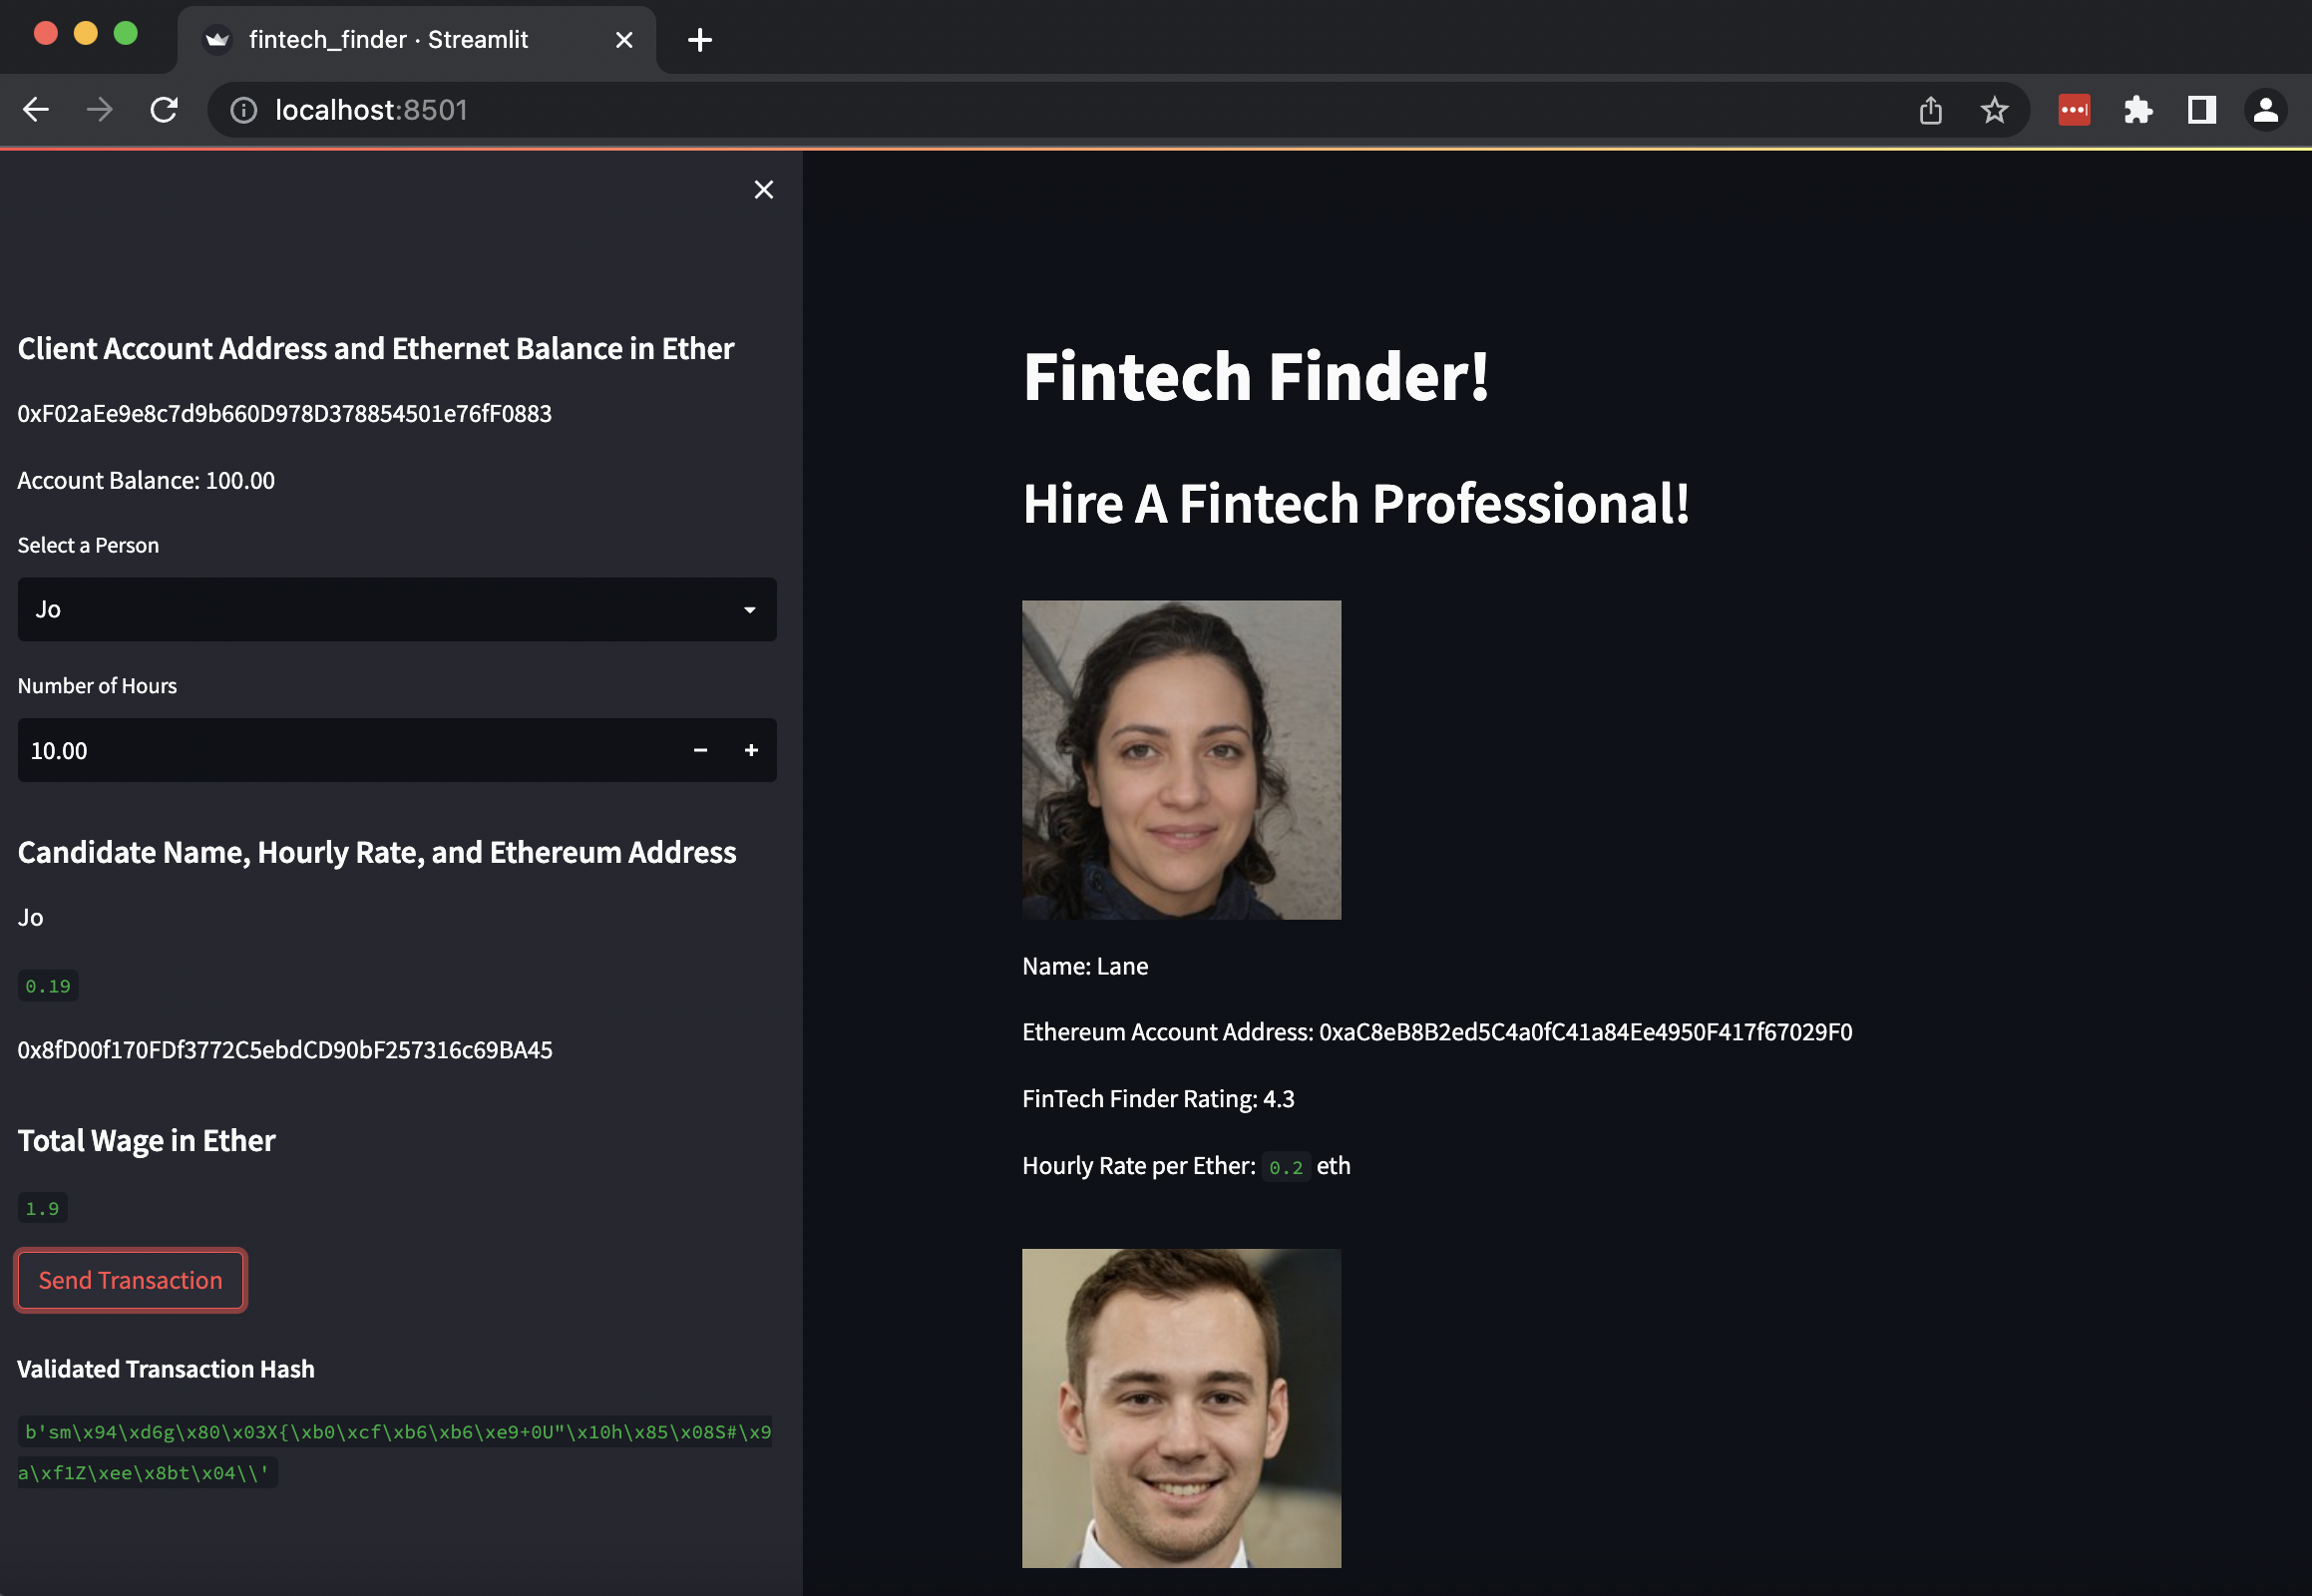 fintech_finder · Streamlit
localhost:8501
Client Account Address and Ethernet Balance in Ether
0xF02aEe9e8c7d9b660D978D378854501e76fF0883
Account Balance: 100.00
Select a Person
Jo
Number of Hours
10.00
Candidate Name, Hourly Rate, and Ethereum Address
Jo
0.19
0x8fD00f170FDf3772C5ebdCD90bF257316c69BA45
Total Wage in Ether
1.9
Send Transaction
Validated Transaction Hash
b'sm\x94\xd6g\x80\x03X{\xb0\xcf\xb6\xb6\xe9+0U"\x10h\x85\x08S#\x9
a\xf1Z\xee\x8bt\x04\\'
Fintech Finder!
Hire A Fintech Professional!
Name: Lane
Ethereum Account Address: 0xaC8eB8B2ed5C4a0fC41a84Ee4950F417f67029F0
FinTech Finder Rating: 4.3
Hourly Rate per Ether: 0.2 eth